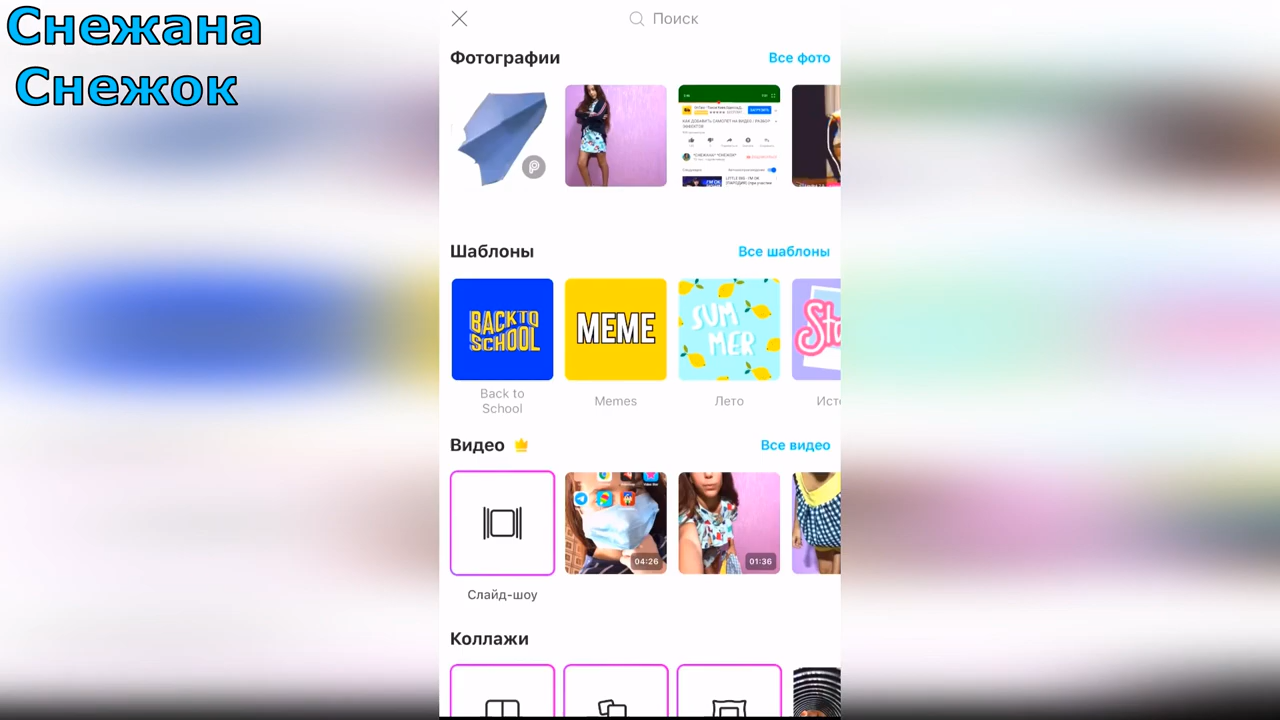 Снежана
Снежок
Поиск
Фотографии
Все фото
Шаблоны
Все шаблоны
BACK TO
SCHOOL
MEME
SUM
MER
Back to
School
Memes
Лето
Видео
Все видео
04:26
01:36
Слайд-шоу
Коллажи